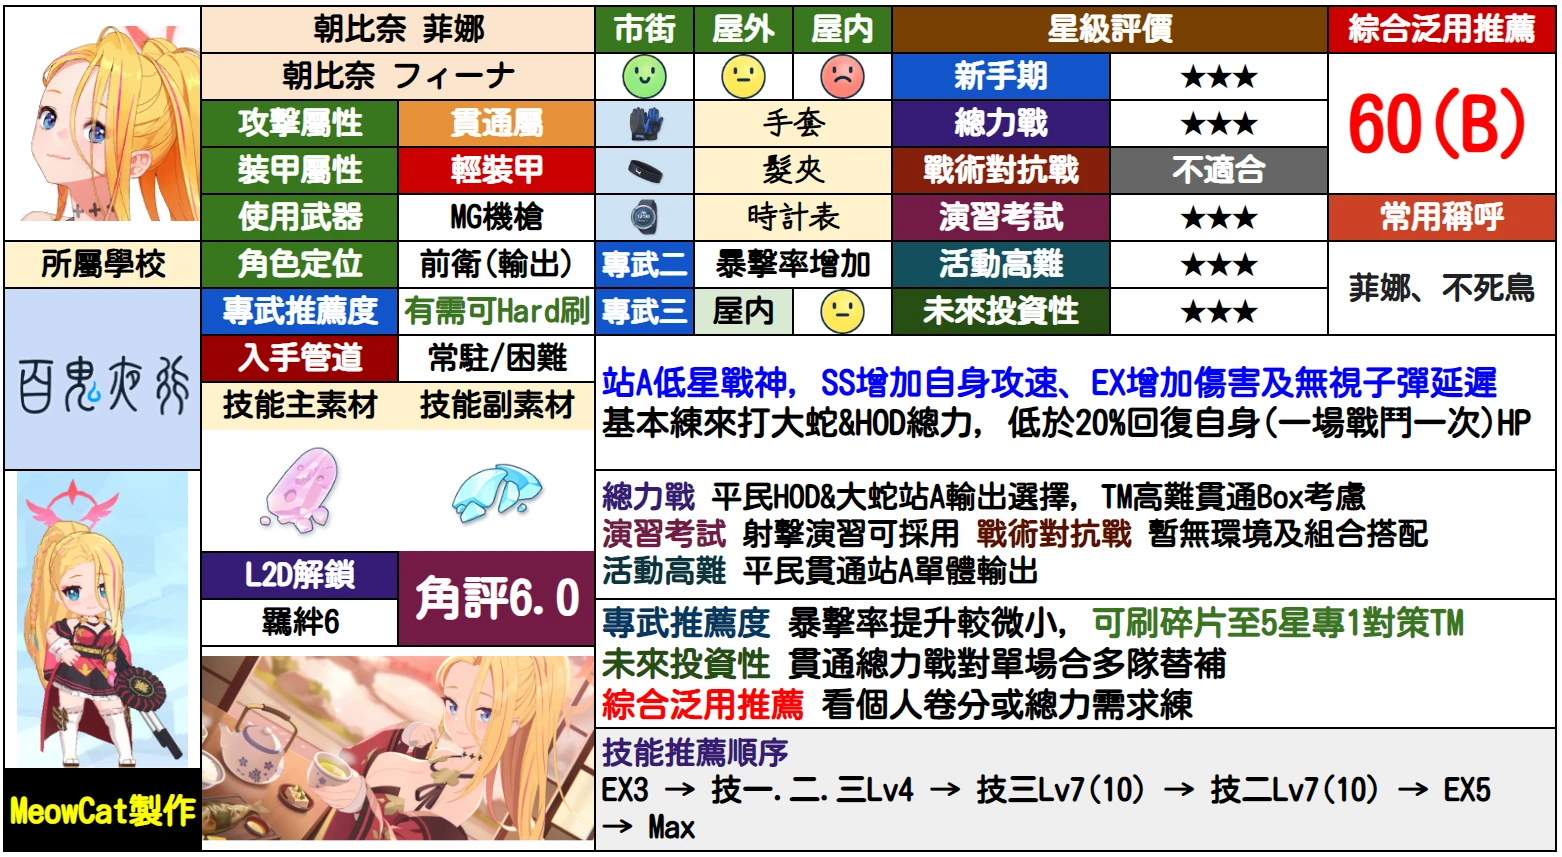 朝比奈 菲娜
市街
屋外
屋内
星級評價
綜合泛用推薦
朝比奈 フィーナ
新手期
★★★
60(B)
攻擊屬性
貫通屬
手套
總力戰
★★★
裝甲屬性
輕裝甲
髮夾
戰術對抗戰
不適合
使用武器
MG機槍
時計表
演習考試
★★★
常用稱呼
所屬學校
角色定位
前衛(輸出)
專武二
暴擊率增加
活動高難
★★★
菲娜、不死鳥
百鬼夜行
專武推薦度
有需可Hard刷
專武三
屋内
未來投資性
★★★
入手管道
常駐/困難
站A低星戰神, SS增加自身攻速、EX增加傷害及無視子彈延遲
基本練來打大蛇&HOD總力, 低於20%回復自身(一場戰鬥一次)HP
技能主素材
技能副素材
總力戰 平民HOD&大蛇站A輸出選擇, TM高難貫通Box考慮
演習考試 射擊演習可採用 戰術對抗戰 暫無環境及組合搭配
活動高難 平民貫通站A單體輸出
L2D解鎖
角評6.0
羈絆6
專武推薦度 暴擊率提升較微小, 可刷碎片至5星專1對策TM
未來投資性 貫通總力戰對單場合多隊替補
綜合泛用推薦 看個人卷分或總力需求練
技能推薦順序
EX3 → 技一.二.三Lv4 → 技三Lv7(10) → 技二Lv7(10) → EX5
→ Max
MeowCat製作